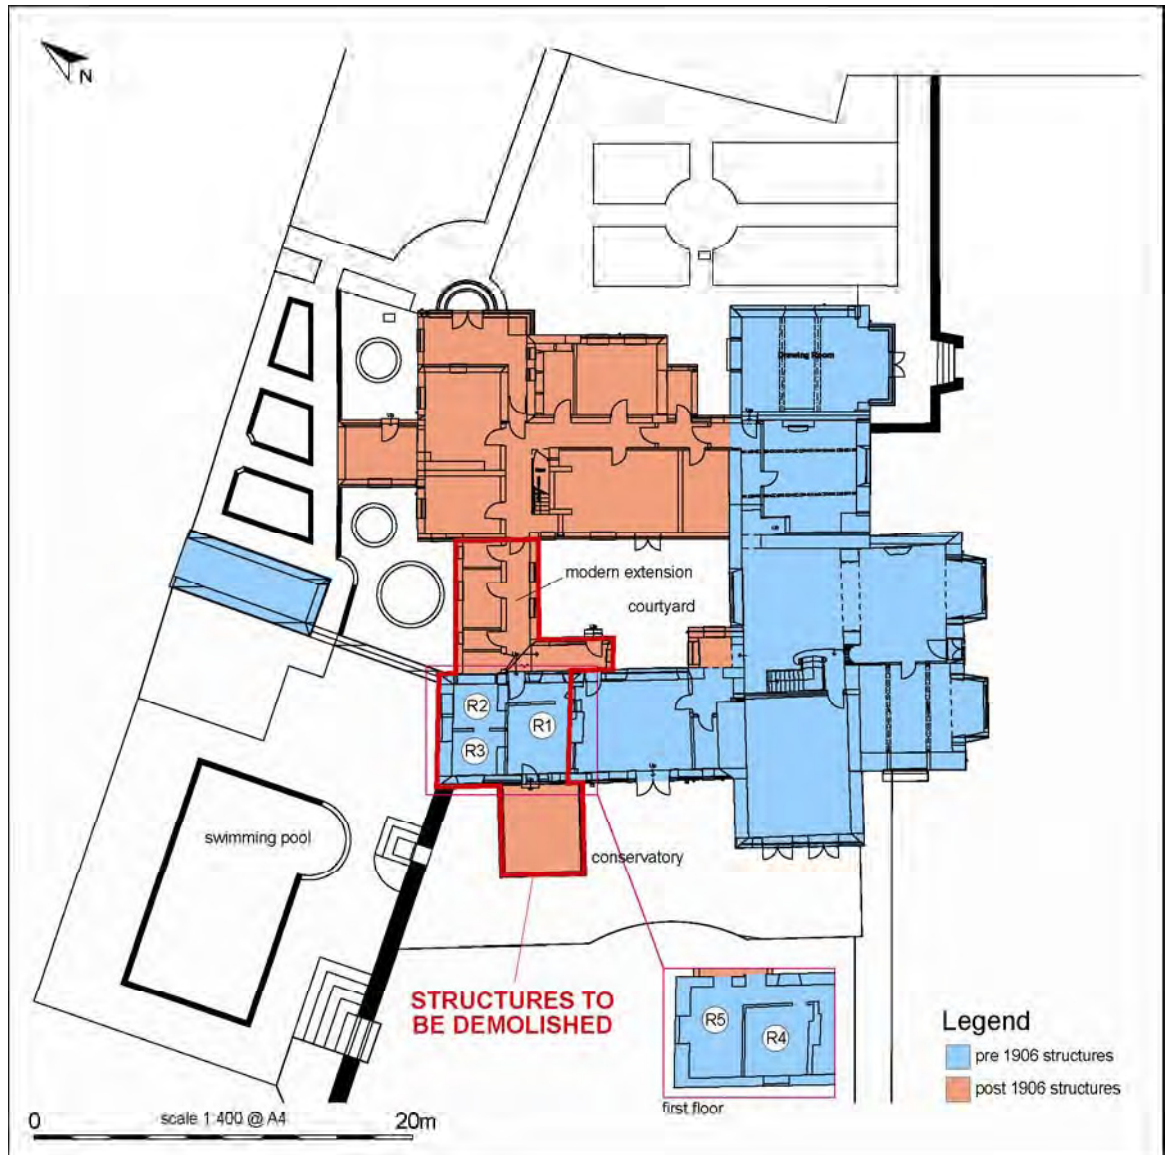 N
Drawing Room
modern extension
courtyard
R2
R1
R3
swimming pool
conservatory
STRUCTURES TO
BE DEMOLISHED
R5
R4
first floor
Legend
pre 1906 structures
post 1906 structures
0
scale 1:400 @ A4
20m